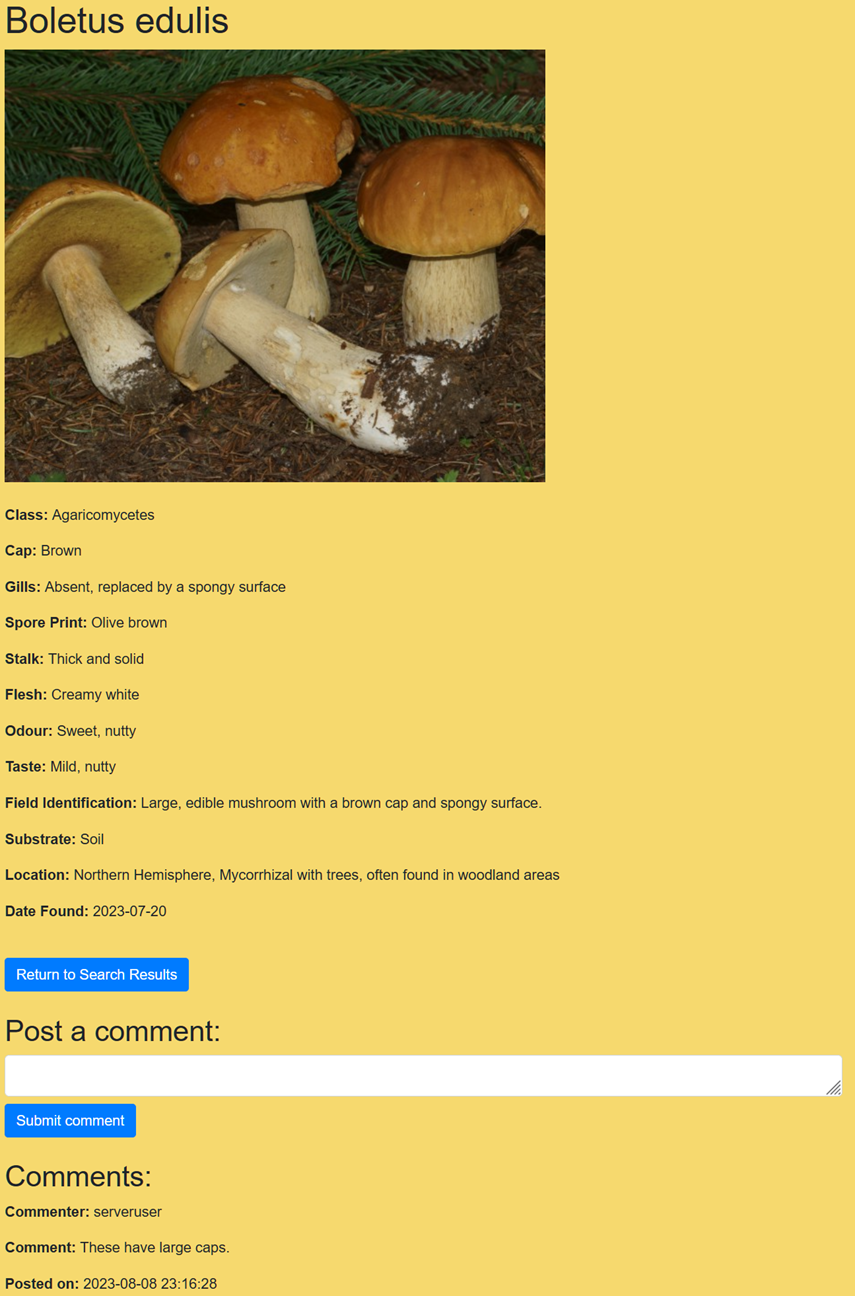 Boletus edulis
Class: Agaricomycetes
Cap: Brown
Gills: Absent, replaced by a spongy surface
Spore Print: Olive brown
Stalk: Thick and solid
Flesh: Creamy white
Odour: Sweet, nutty
Taste: Mild, nutty
Field Identification: Large, edible mushroom with a brown cap and spongy surface.
Substrate: Soil
Location: Northern Hemisphere, Mycorrhizal with trees, often found in woodland areas
Date Found: 2023-07-20
Return to Search Results
Post a comment:
Submit comment
Comments:
Commenter: serveruser
Comment: These have large caps.
Posted on: 2023-08-08 23:16:28